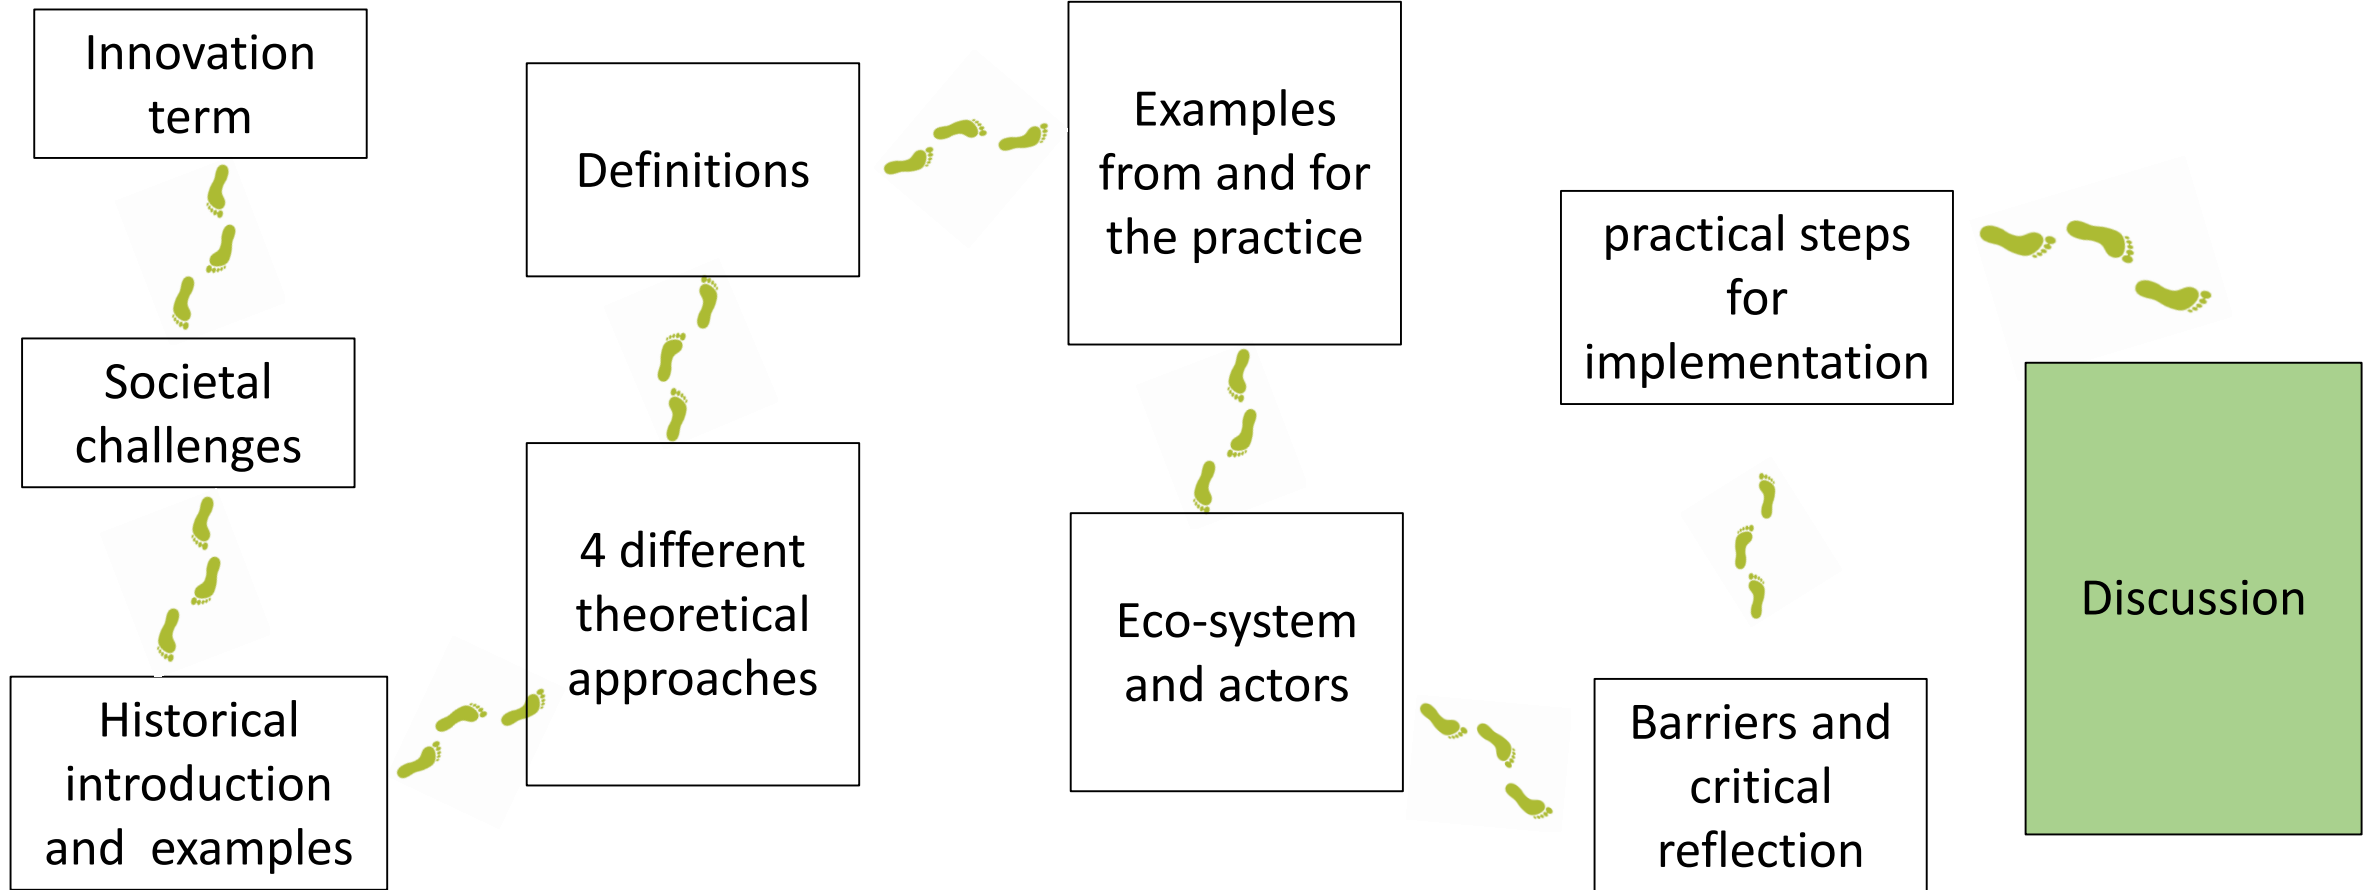 Innovation
term
Societal
challenges
Historical
introduction
and  examples
4 different
theoretical
approaches
Definitions
Examples
from and for
the practice
Eco-system
and actors
Barriers and
critical
reflection
practical steps
for
implementation
Discussion